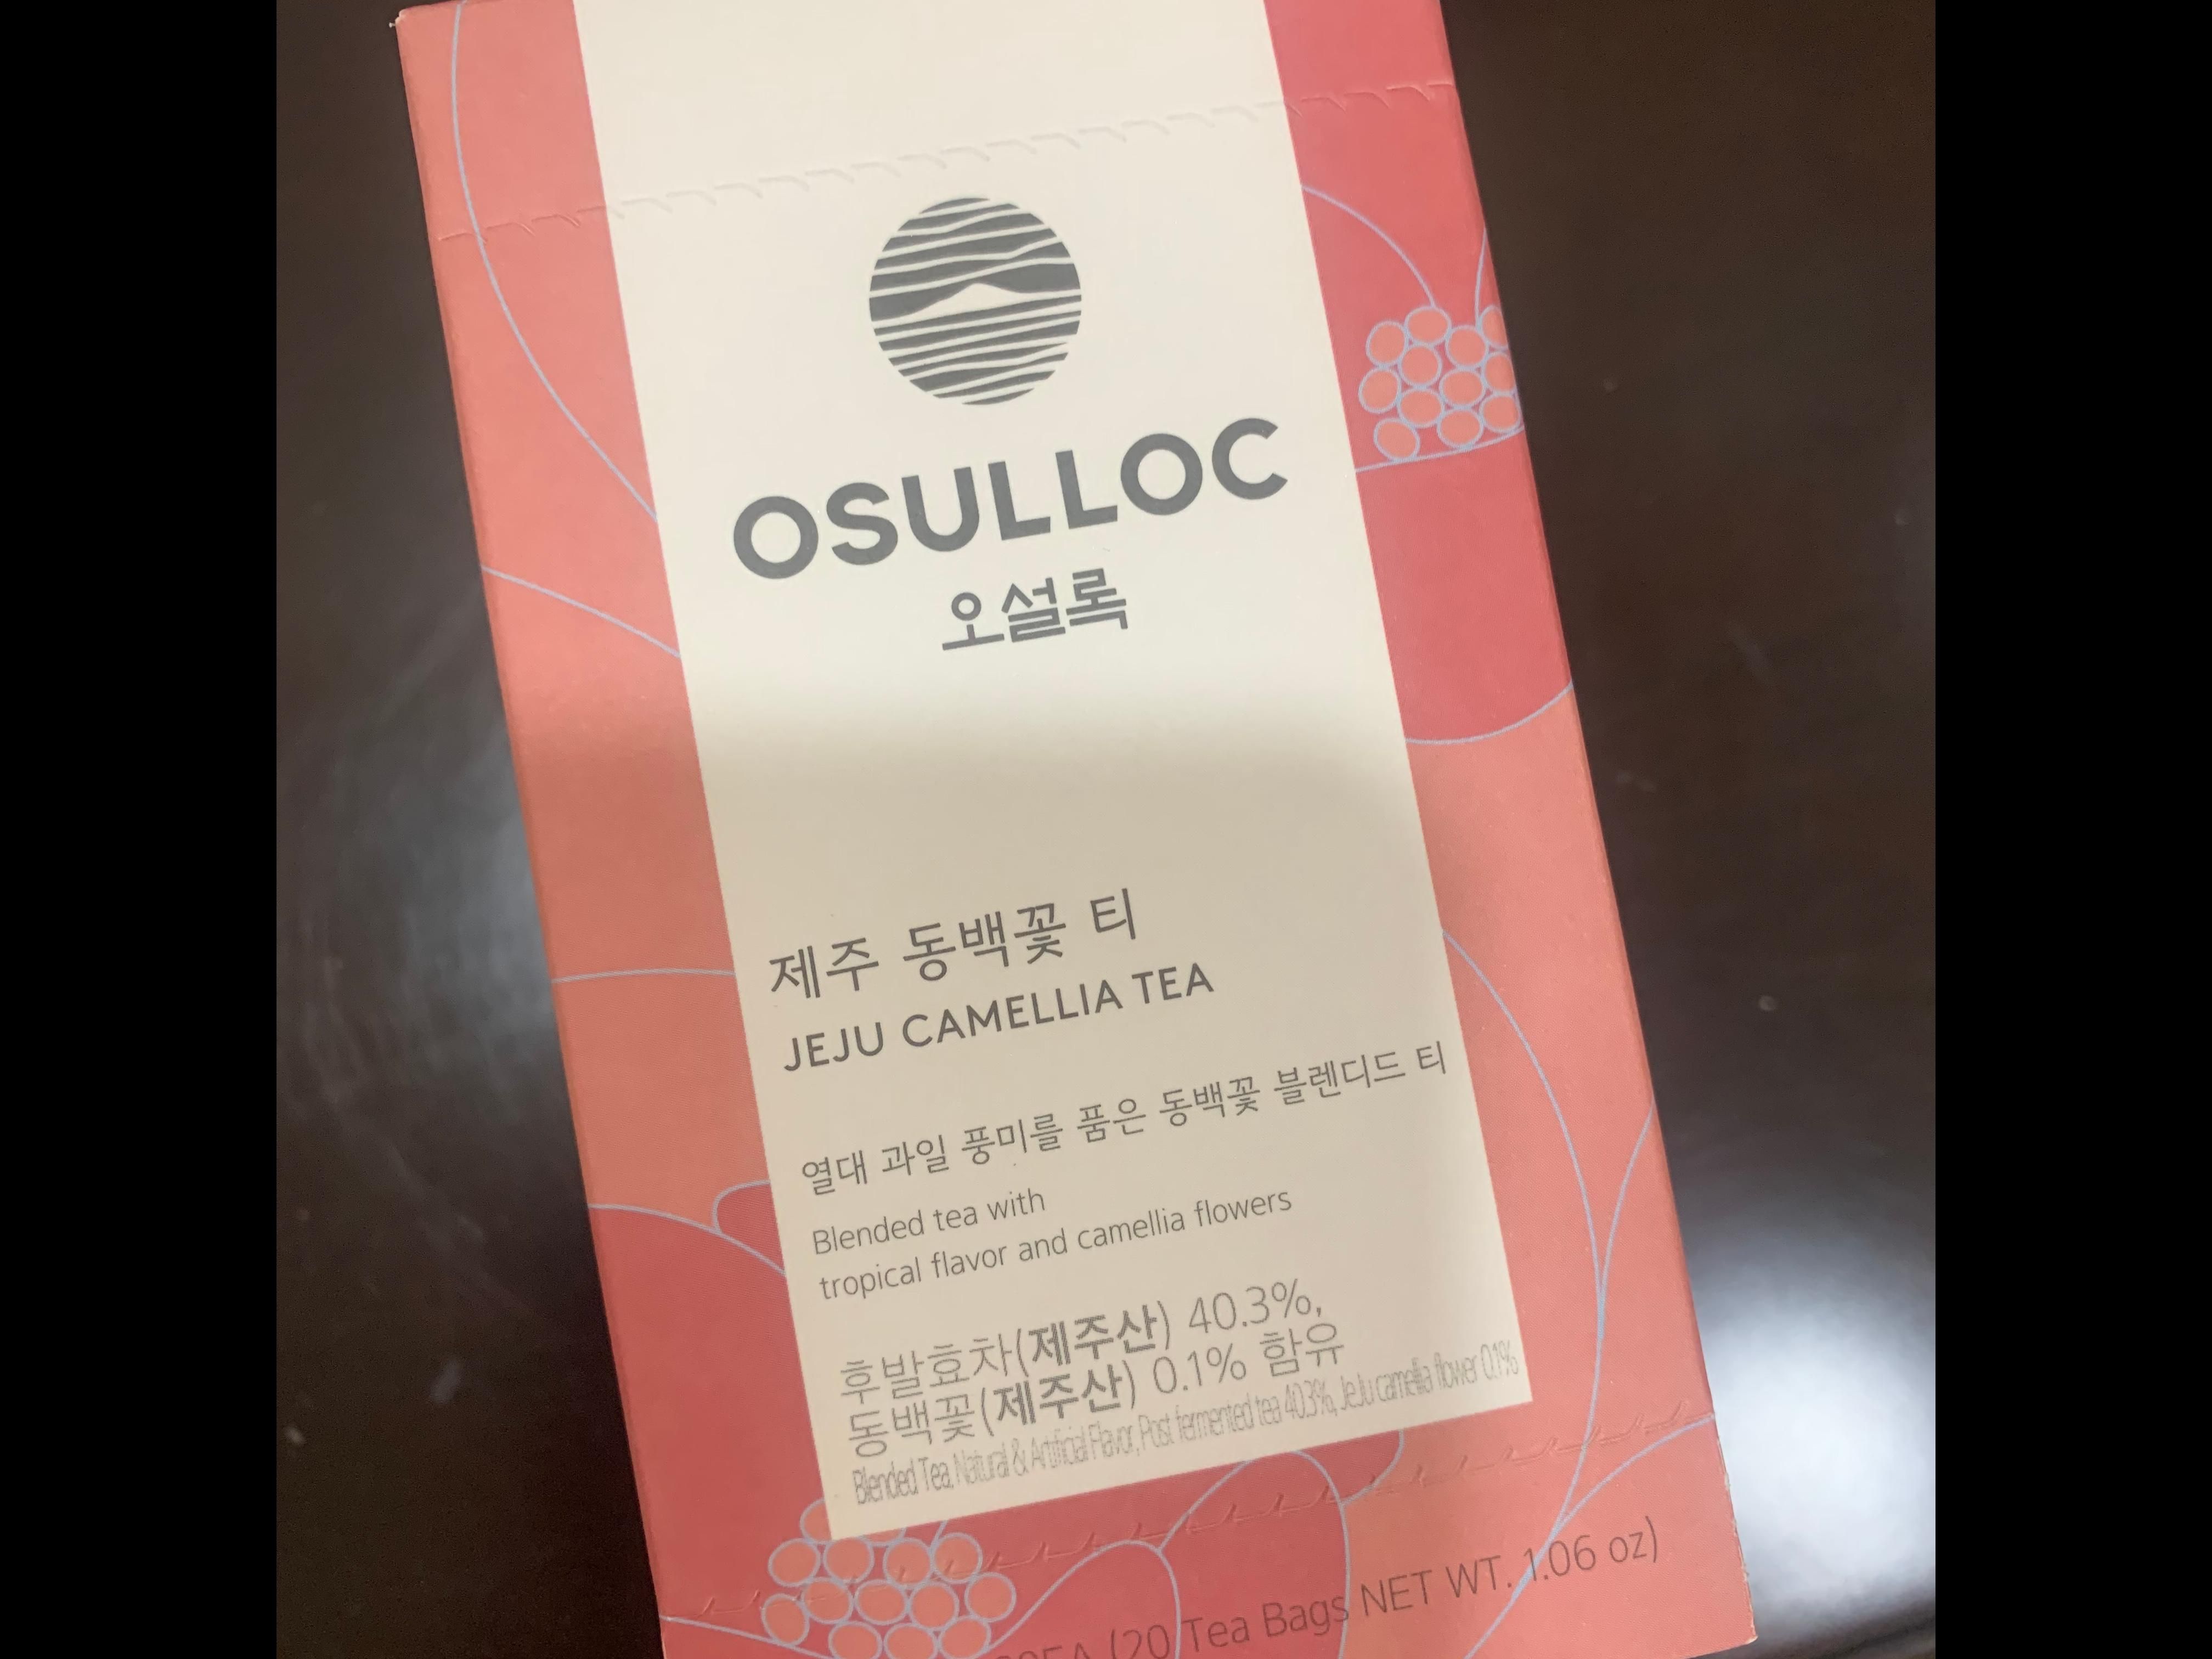 OSULLOC
오설록
제주 동백꽃 티
JEJU CAMELLIA TEA
열대 과일 풍미를 품은 동백꽃 블렌디드 티
Blended tea with
tropical flavor and camellia flowers
후발효차(제주산) 40.3%,
동백꽃(제주산) 0.1% 함유
Blended Tea, Natural & Artificial Flavor, Post fermented tea 40.3%, JeJu camellia flower 0.1%
(20 Tea Bags NET WT. 1.06 oz)